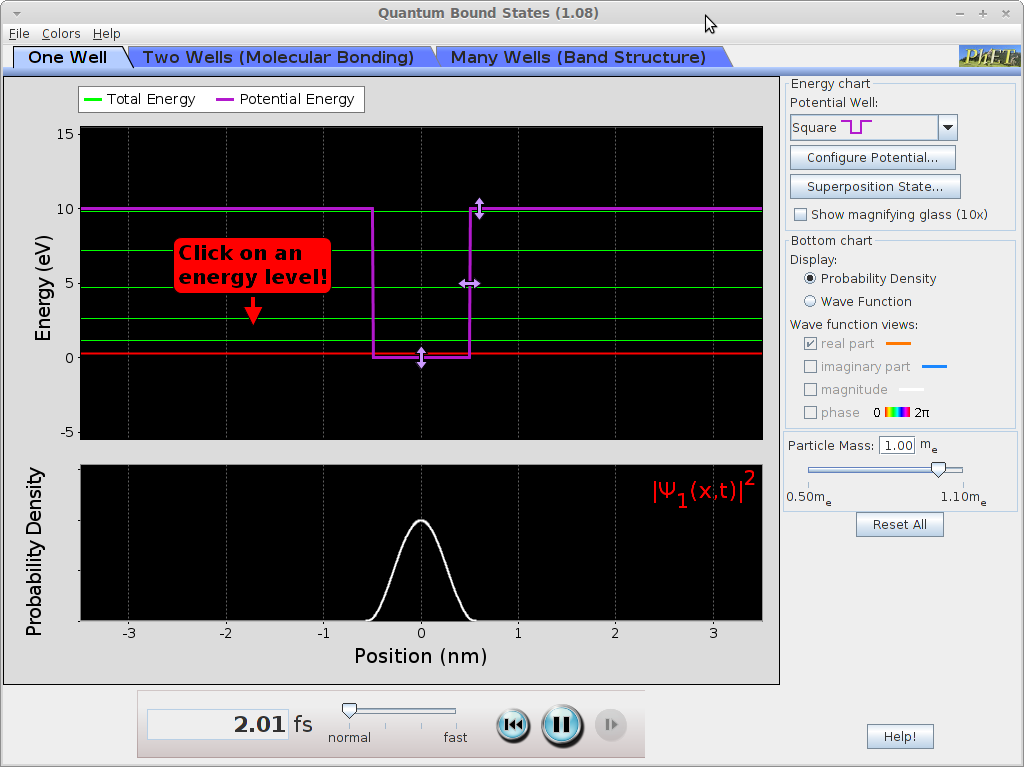 Quantum Bound States (1.08)
File Colors Help
One Well Two Wells (Molecular Bonding) Many Wells (Band Structure) PhET
Total Energy Potential Energy
Energy (eV)
15
10
5
0
-5
Click on an
energy level!
Probability Density
|Ψ1(x,t)|²
-3 -2 -1 0 1 2 3
Position (nm)
2.01 fs
normal fast
Energy chart
Potential Well:
Square
Configure Potential...
Superposition State...
Show magnifying glass (10x)
Bottom chart
Display:
Probability Density
Wave Function
Wave function views:
real part
imaginary part
magnitude
phase 0 2π
Particle Mass: 1.00 me
0.50me 1.10me
Reset All
Help!